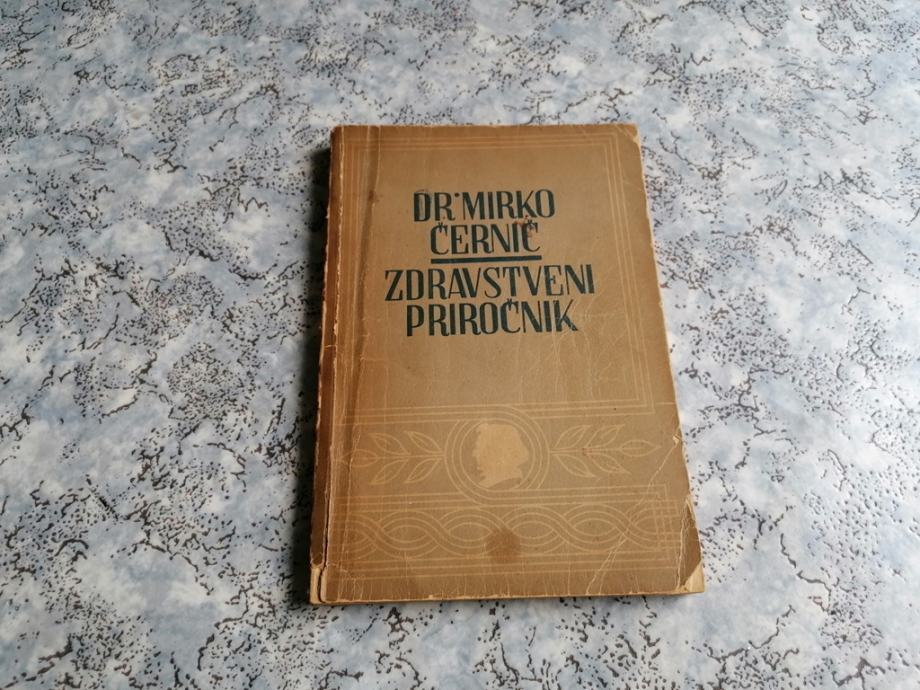 DR. MIRKO
ČERNIČ
ZDRAVSTVENI
PRIROČNIK